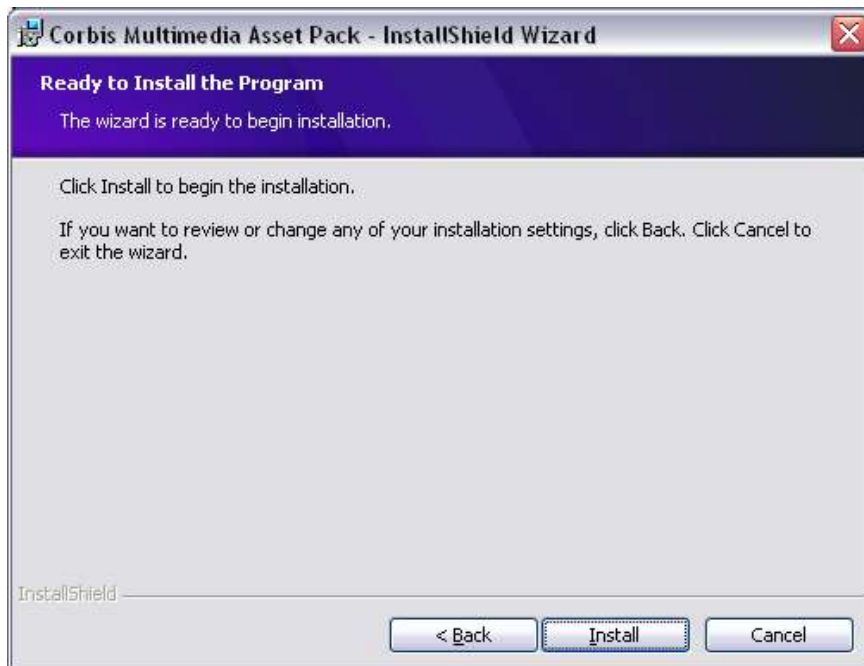 Corbis Multimedia Asset Pack - InstallShield Wizard
Ready to Install the Program
The wizard is ready to begin installation.
Click Install to begin the installation.
If you want to review or change any of your installation settings, click Back. Click Cancel to
exit the wizard.
InstallShield
< Back Install Cancel